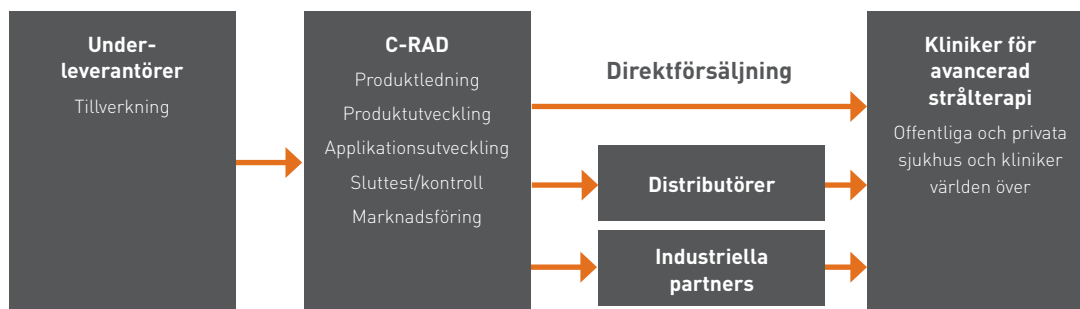 Under-
leverantörer
Tillverkning
C-RAD
Produktledning
Produktutveckling
Applikationsutveckling
Sluttest/kontroll
Marknadsföring
Direktförsäljning
Distributörer
Industriella
partners
Kliniker för
avancerad
strålterapi
Offentliga och privata
sjukhus och kliniker
världen över